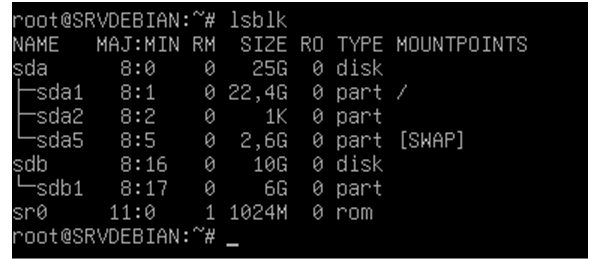 root@SRVDEBIAN:~# lsblk
NAME   MAJ:MIN RM  SIZE RO TYPE MOUNTPOINTS
sda      8:0    0   25G  0 disk
├─sda1   8:1    0 22,4G  0 part /
├─sda2   8:2    0    1K  0 part
└─sda5   8:5    0  2,6G  0 part [SWAP]
sdb      8:16   0   10G  0 disk
└─sdb1   8:17   0    6G  0 part
sr0     11:0    1 1024M  0 rom
root@SRVDEBIAN:~# _